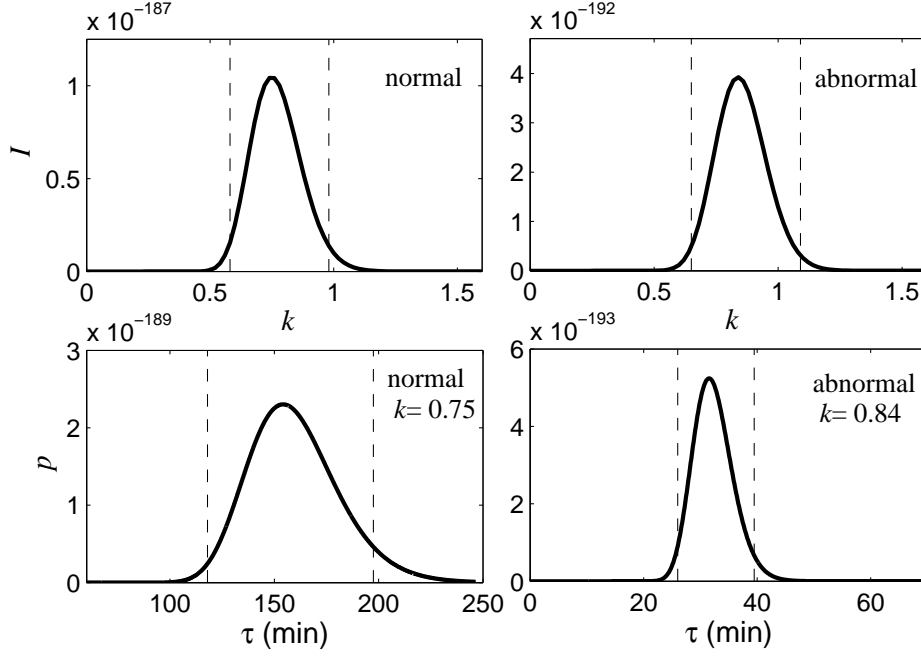 x 10^-187
1
0.5
0
I
normal
0 0.5 1 1.5
k
x 10^-192
4
2
0
abnormal
0 0.5 1 1.5
k
x 10^-189
3
2
1
0
p
normal
k= 0.75
100 150 200 250
τ (min)
x 10^-193
6
4
2
0
abnormal
k= 0.84
0 20 40 60
τ (min)